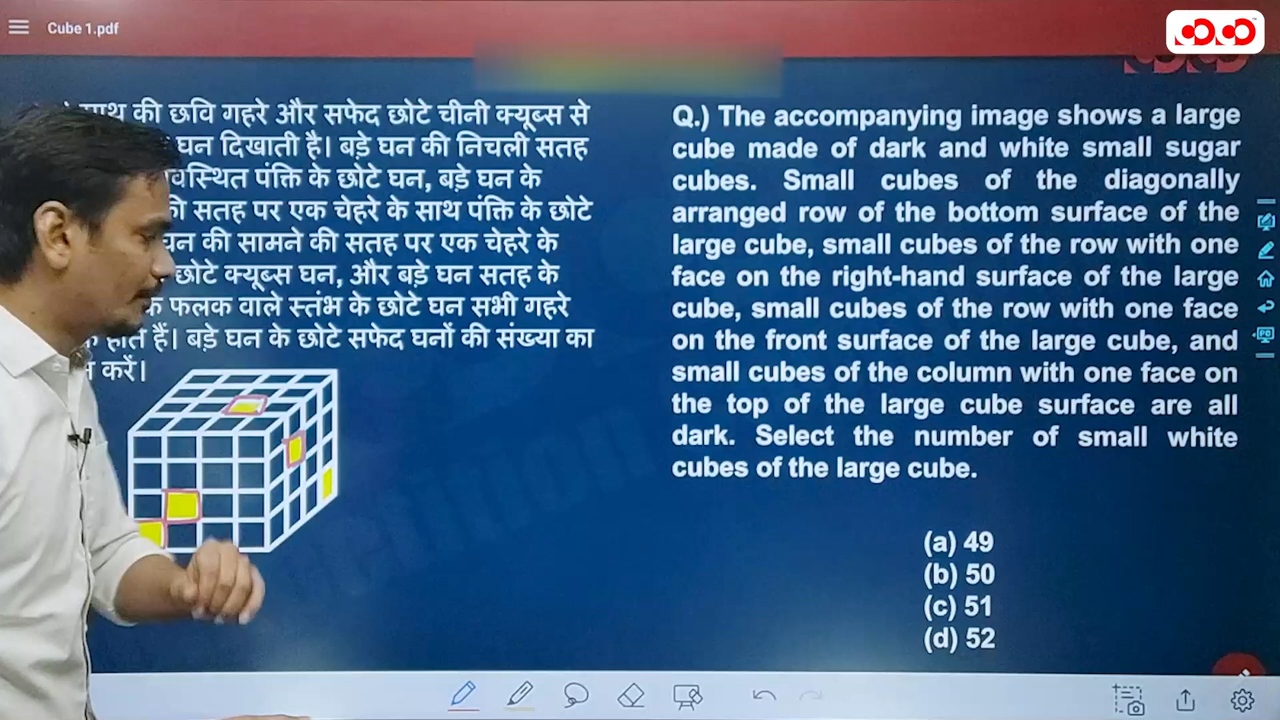 Cube 1.pdf
साथ की छवि गहरे और सफेद छोटे चीनी क्यूब्स से
घन दिखाती है। बड़े घन की निचली सतह
पंक्ति के छोटे घन, बड़े घन के
सतह पर एक चेहरे के साथ पंक्ति के छोटे
घन की सामने की सतह पर एक चेहरे के
छोटे क्यूब्स घन, और बड़े घन सतह के
फलक वाले स्तंभ के छोटे घन सभी गहरे
होते हैं। बड़े घन के छोटे सफेद घनों की संख्या का
करें।
Q.) The accompanying image shows a large
cube made of dark and white small sugar
cubes. Small cubes of the diagonally
arranged row of the bottom surface of the
large cube, small cubes of the row with one
face on the right-hand surface of the large
cube, small cubes of the row with one face
on the front surface of the large cube, and
small cubes of the column with one face on
the top of the large cube surface are all
dark. Select the number of small white
cubes of the large cube.
(a) 49
(b) 50
(c) 51
(d) 52